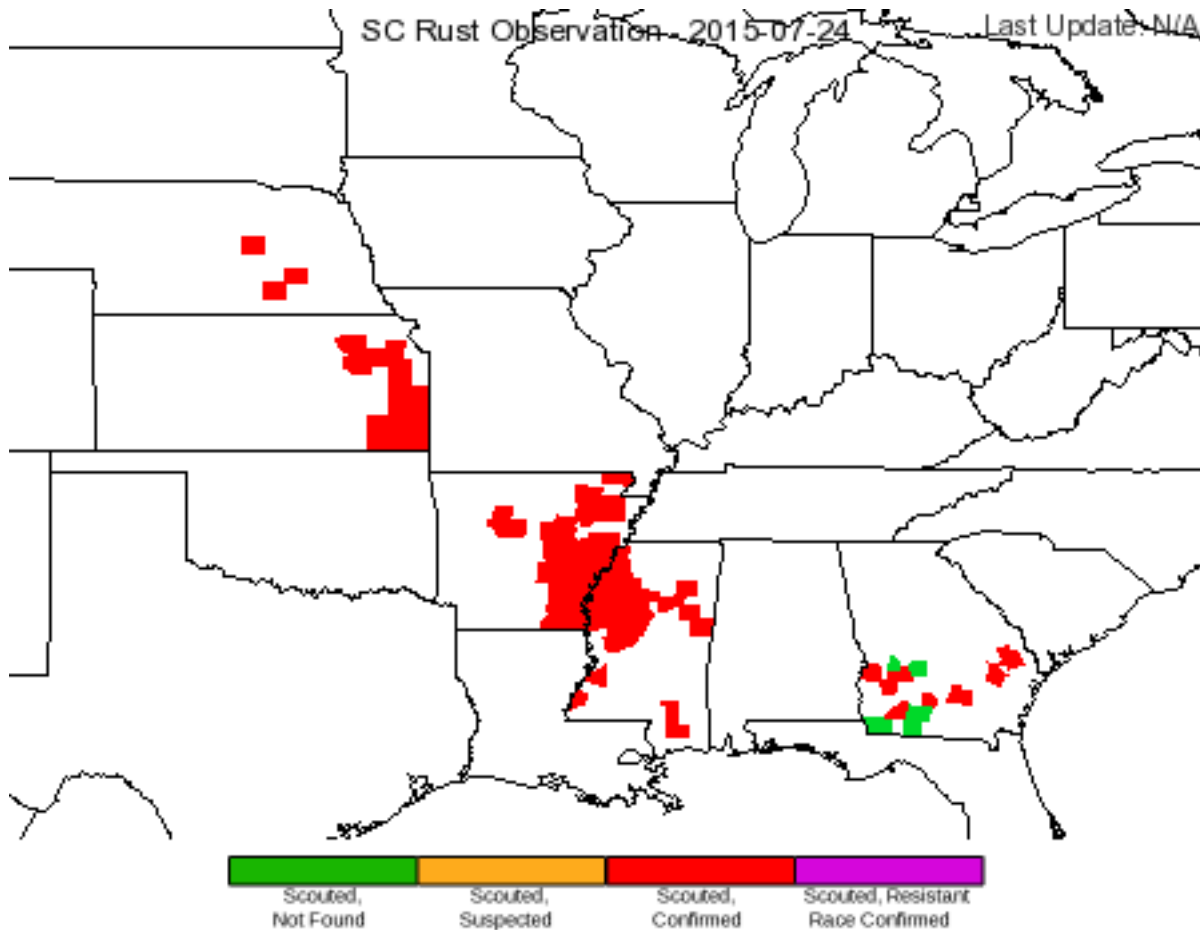 SC Rust Observation - 2015-07-24
Last Update: N/A
Scouted,
Not Found
Scouted,
Suspected
Scouted,
Confirmed
Scouted, Resistant
Race Confirmed